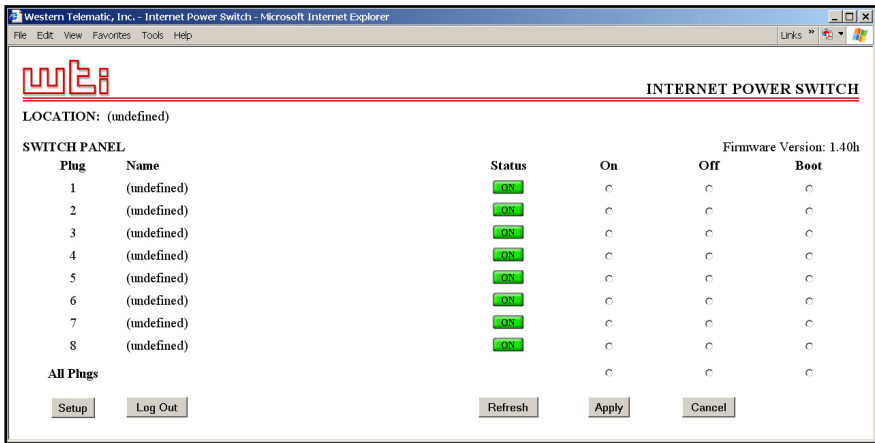 Western Telematic, Inc. - Internet Power Switch - Microsoft Internet Explorer
File Edit View Favorites Tools Help Links »
wti
INTERNET POWER SWITCH
LOCATION: (undefined)
SWITCH PANEL Firmware Version: 1.40h
Plug Name Status On Off Boot
1 (undefined) ON
2 (undefined) ON
3 (undefined) ON
4 (undefined) ON
5 (undefined) ON
6 (undefined) ON
7 (undefined) ON
8 (undefined) ON
All Plugs
Setup Log Out Refresh Apply Cancel